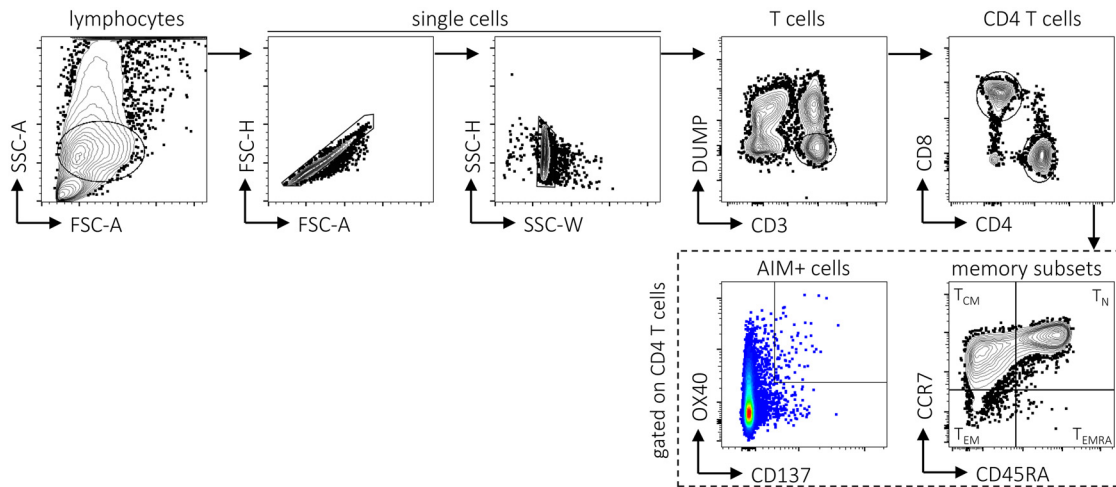 lymphocytes
single cells
T cells
CD4 T cells
SSC-A
FSC-A
FSC-H
FSC-A
SSC-H
SSC-W
DUMP
CD3
CD8
CD4
gated on CD4 T cells
AIM+ cells
OX40
CD137
memory subsets
CCR7
CD45RA
TCM
TN
TEM
TEMRA